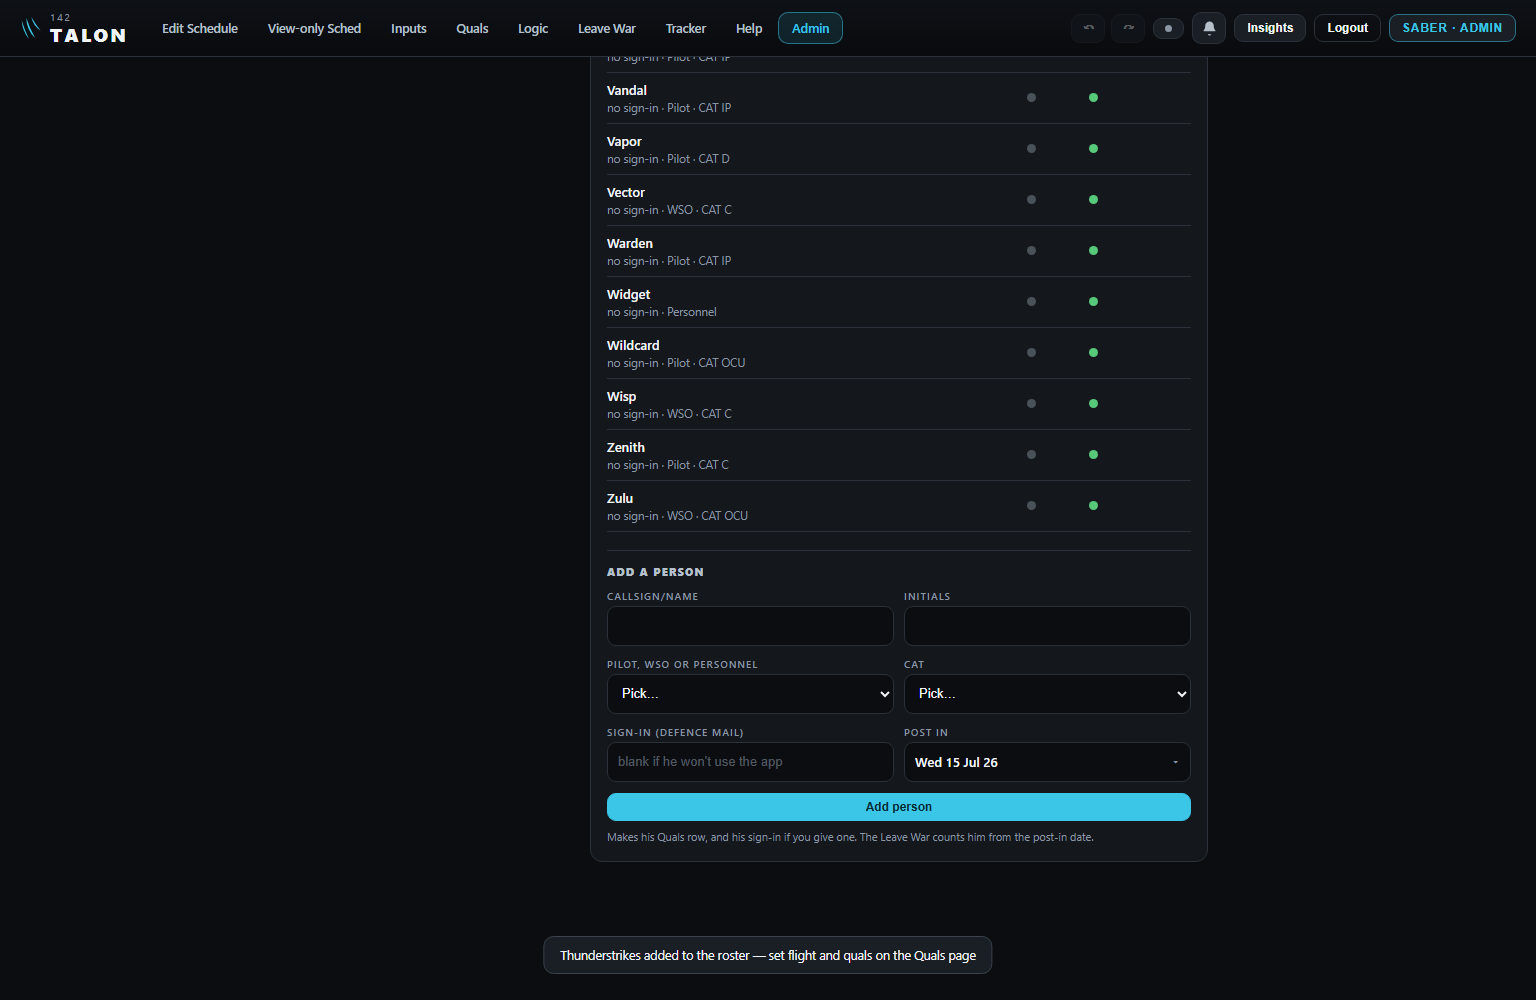 142
TALON
Edit Schedule
View-only Sched
Inputs
Quals
Logic
Leave War
Tracker
Help
Admin
Insights
Logout
SABER · ADMIN
no sign-in · Pilot · CAT IP
Vandal
no sign-in · Pilot · CAT IP
Vapor
no sign-in · Pilot · CAT D
Vector
no sign-in · WSO · CAT C
Warden
no sign-in · Pilot · CAT IP
Widget
no sign-in · Personnel
Wildcard
no sign-in · Pilot · CAT OCU
Wisp
no sign-in · WSO · CAT C
Zenith
no sign-in · Pilot · CAT C
Zulu
no sign-in · WSO · CAT OCU
ADD A PERSON
CALLSIGN/NAME
INITIALS
PILOT, WSO OR PERSONNEL
CAT
Pick...
Pick...
SIGN-IN (DEFENCE MAIL)
POST IN
blank if he won't use the app
Wed 15 Jul 26
Add person
Makes his Quals row, and his sign-in if you give one. The Leave War counts him from the post-in date.
Thunderstrikes added to the roster — set flight and quals on the Quals page